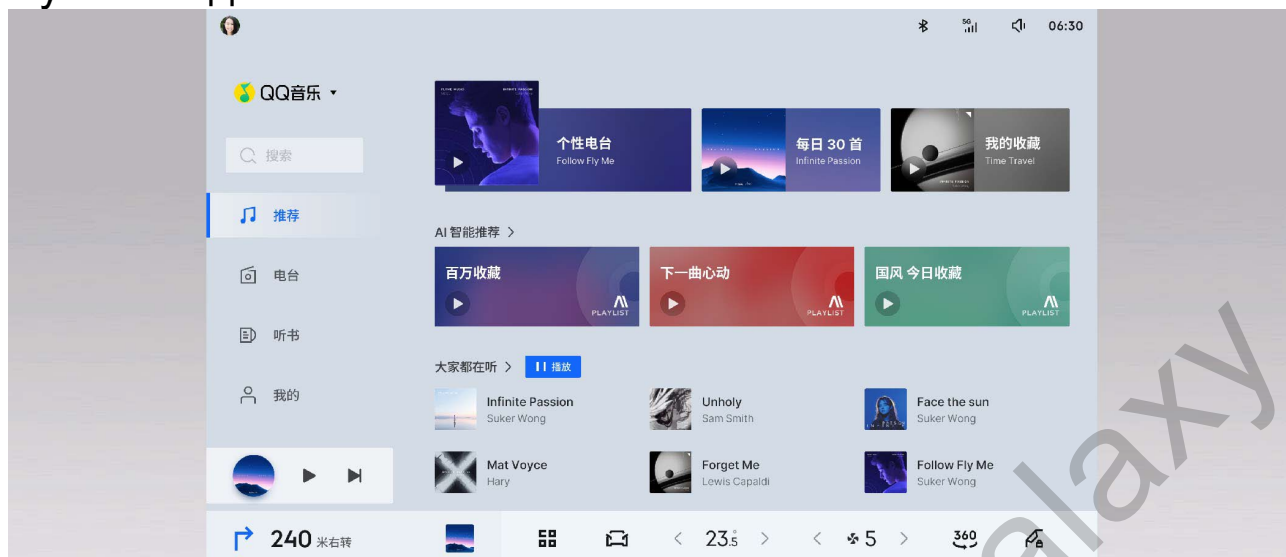 5G
06:30
QQ音乐
搜索
推荐
电台
听书
我的
个性电台
Follow Fly Me
每日 30 首
Infinite Passion
我的收藏
Time Travel
AI 智能推荐
百万收藏
PLAYLIST
下一曲心动
PLAYLIST
国风 今日收藏
PLAYLIST
大家都在听
播放
Infinite Passion
Suker Wong
Unholy
Sam Smith
Face the sun
Suker Wong
Mat Voyce
Hary
Forget Me
Lewis Capaldi
Follow Fly Me
Suker Wong
240 米右转
23.5
5
360
alaxy